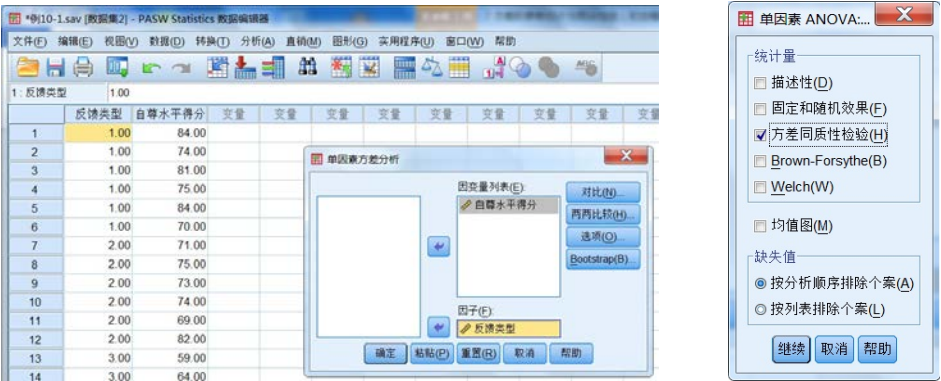 *例10-1.sav [数据集2] - PASW Statistics 数据编辑器
文件(F) 编辑(E) 视图(V) 数据(D) 转换(T) 分析(A) 直销(M) 图形(G) 实用程序(U) 窗口(W) 帮助
1 : 反馈类型 1.00
反馈类型 自尊水平得分 变量 变量 变量 变量 变量 变量 变量 变量 变量
1 1.00 84.00
2 1.00 74.00
3 1.00 81.00
4 1.00 75.00
5 1.00 84.00
6 1.00 70.00
7 2.00 71.00
8 2.00 75.00
9 2.00 73.00
10 2.00 74.00
11 2.00 69.00
12 2.00 82.00
13 3.00 59.00
14 3.00 64.00
单因素方差分析
因变量列表(E):
自尊水平得分
因子(F):
反馈类型
对比(N)...
两两比较(H)...
选项(O)...
Bootstrap(B)...
确定 粘贴(P) 重置(R) 取消 帮助
单因素 ANOVA:...
统计量
描述性(D)
固定和随机效果(F)
方差同质性检验(H)
Brown-Forsythe(B)
Welch(W)
均值图(M)
缺失值
按分析顺序排除个案(A)
按列表排除个案(L)
继续 取消 帮助